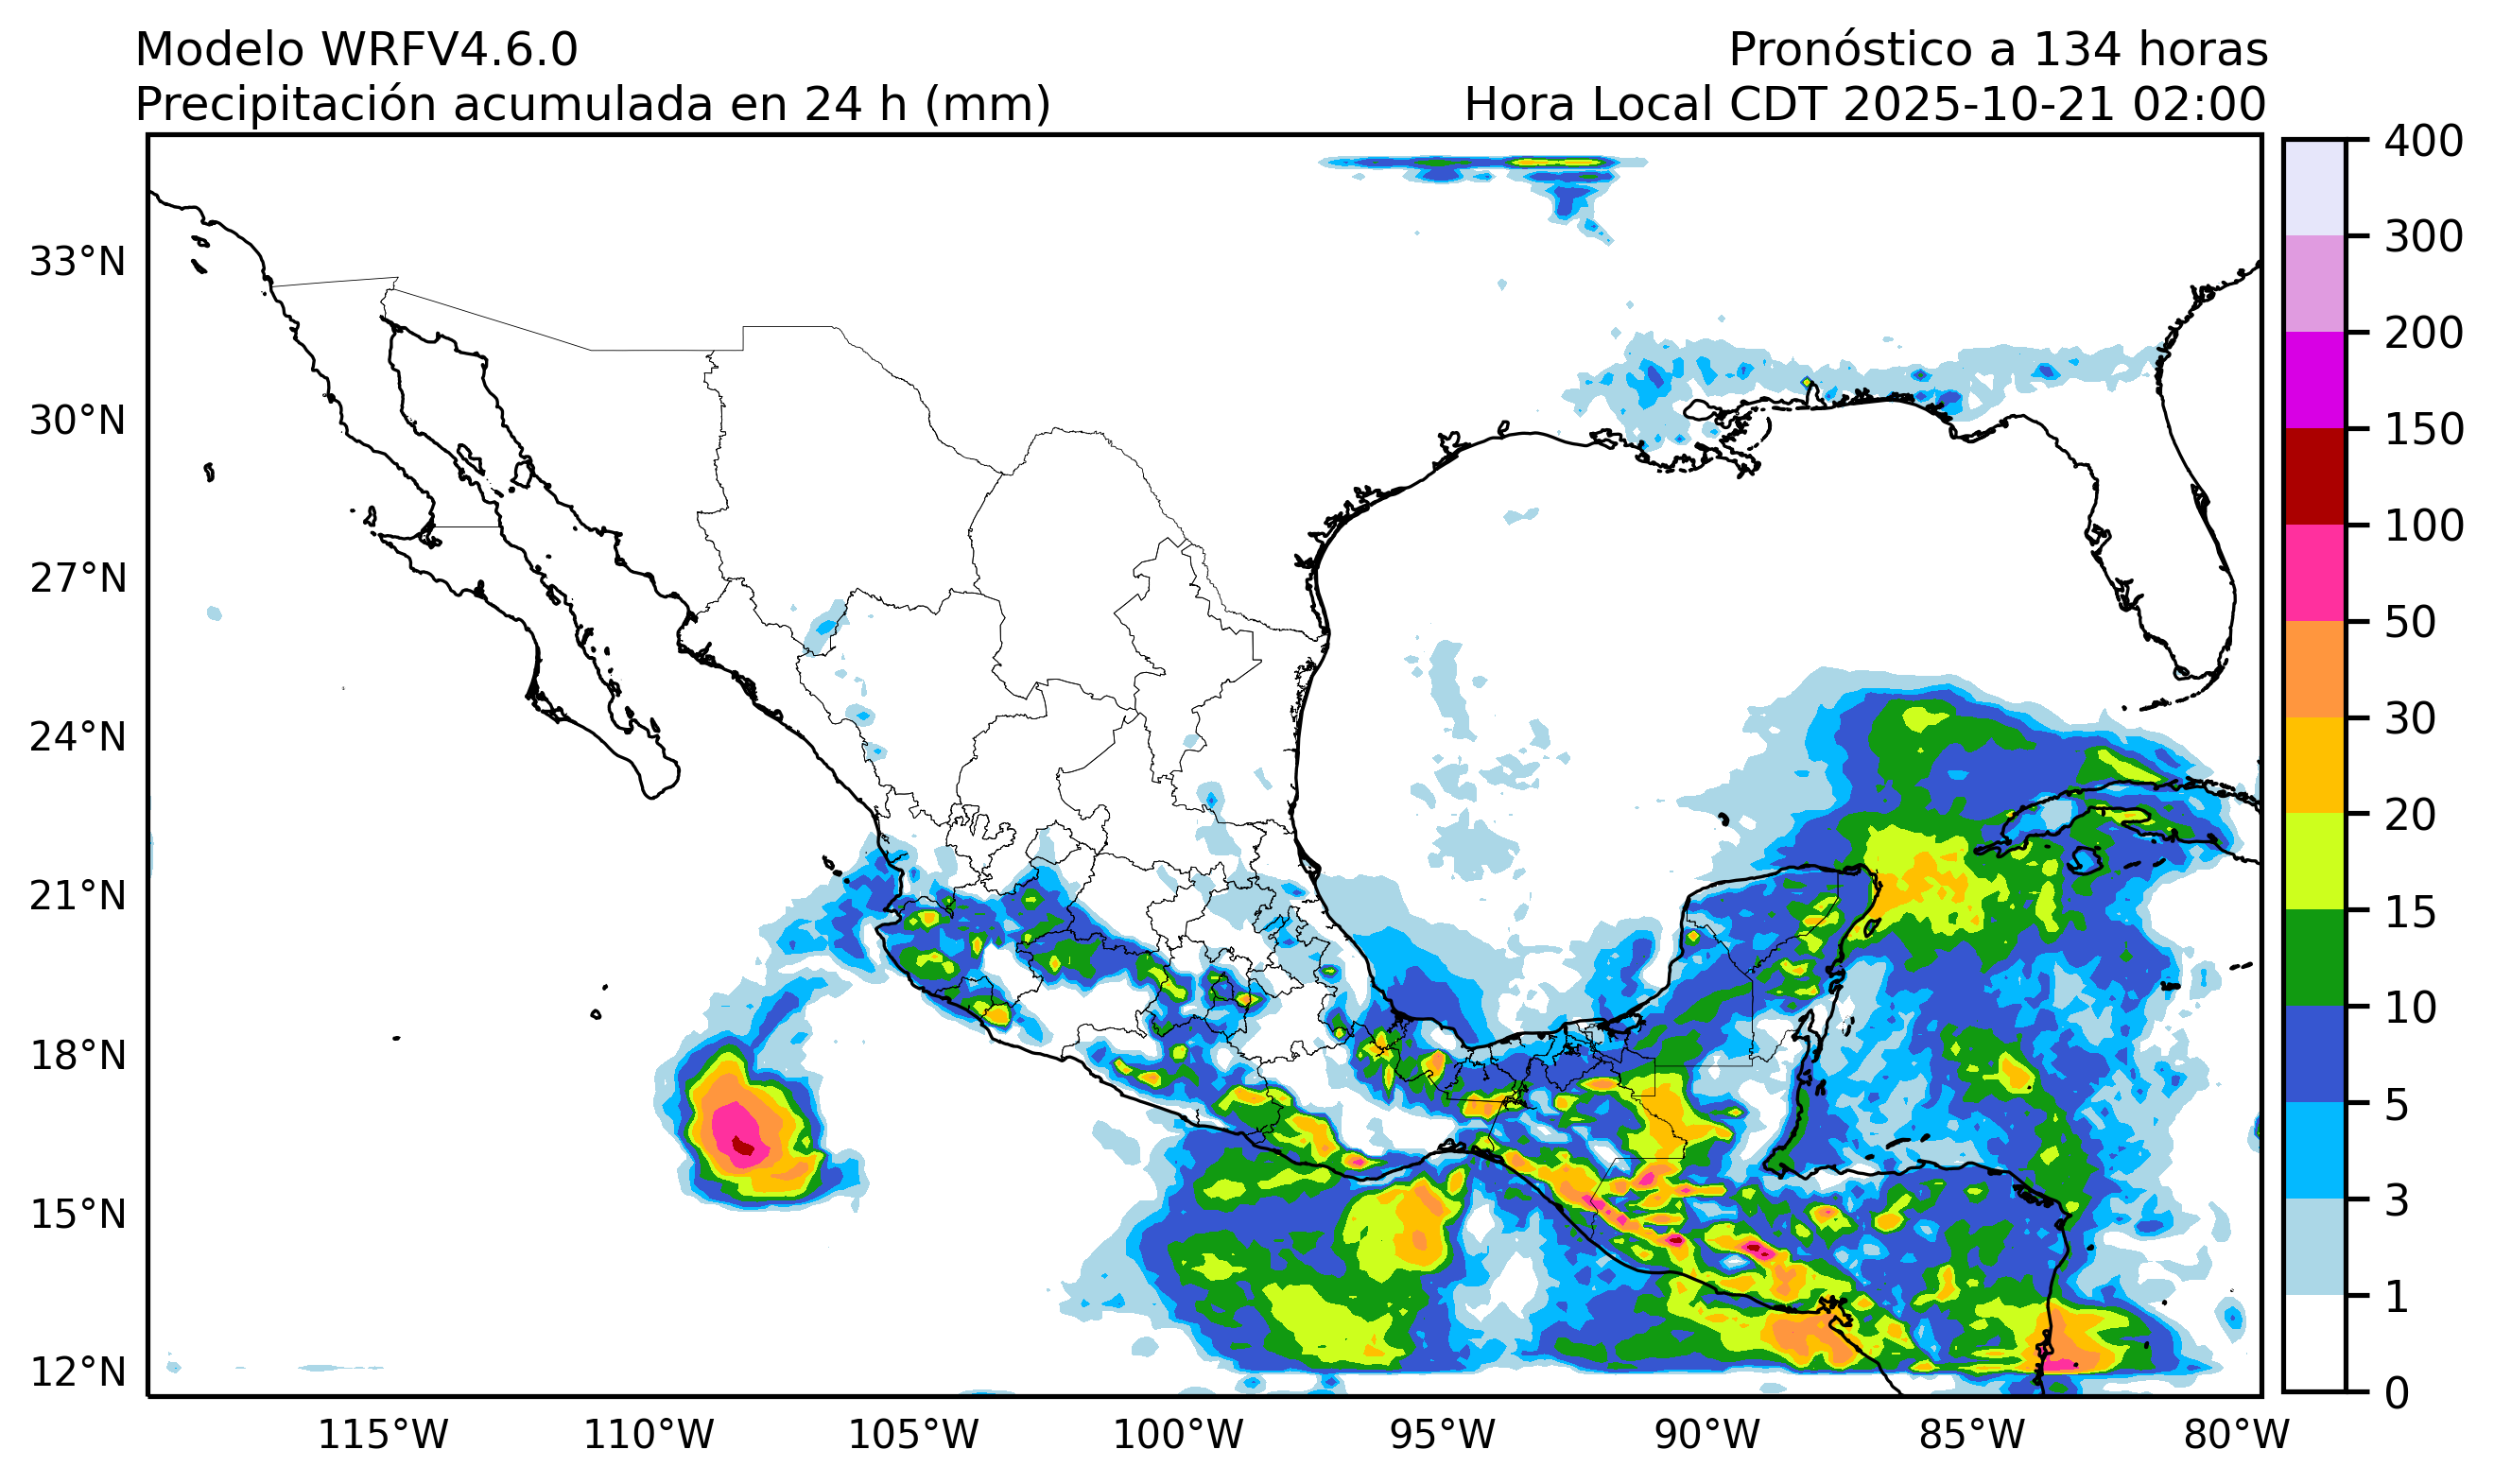 Modelo WRFV4.6.0
Pronóstico a 134 horas
Precipitación acumulada en 24 h (mm)
Hora Local CDT 2025-10-21 02:00
33°N
30°N
27°N
24°N
21°N
18°N
15°N
12°N
115°W
110°W
105°W
100°W
95°W
90°W
85°W
80°W
400
300
200
150
100
50
30
20
15
10
5
3
1
0